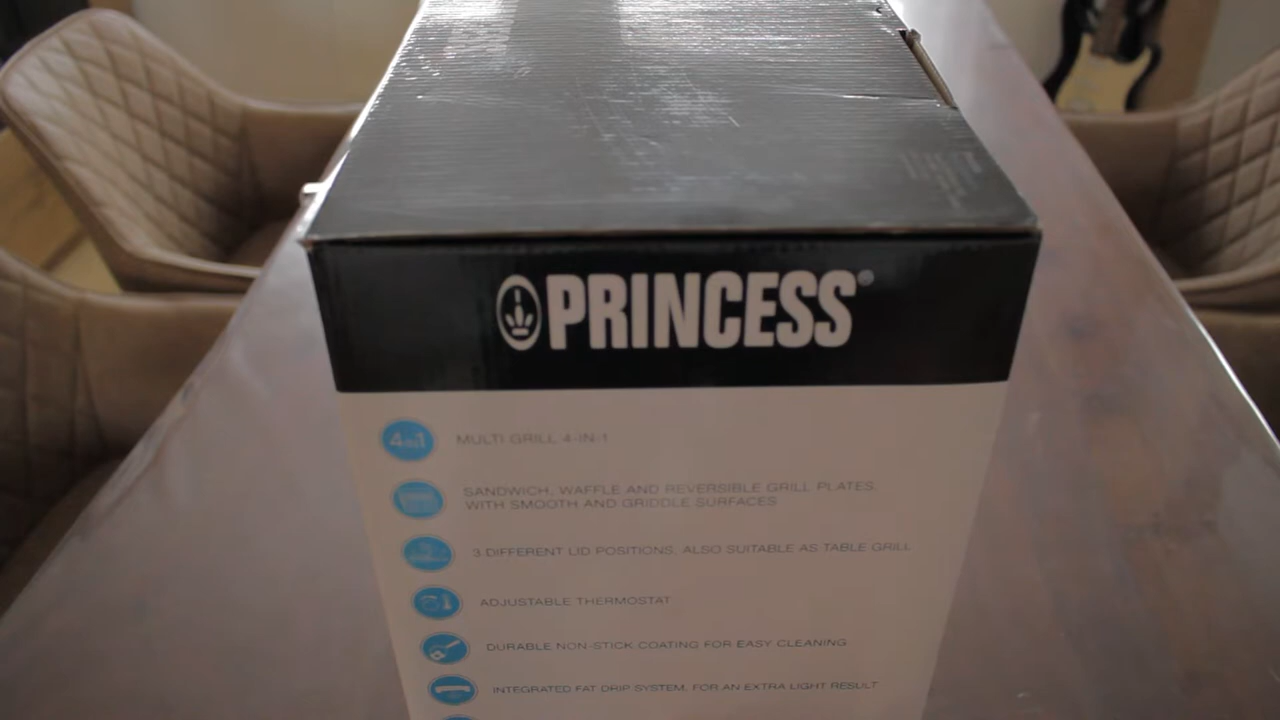 PRINCESS®
4in1
MULTI GRILL 4-IN-1
SANDWICH, WAFFLE AND REVERSIBLE GRILL PLATES,
WITH SMOOTH AND GRIDDLE SURFACES
3 DIFFERENT LID POSITIONS, ALSO SUITABLE AS TABLE GRILL
ADJUSTABLE THERMOSTAT
DURABLE NON-STICK COATING FOR EASY CLEANING
INTEGRATED FAT DRIP SYSTEM, FOR AN EXTRA LIGHT RESULT